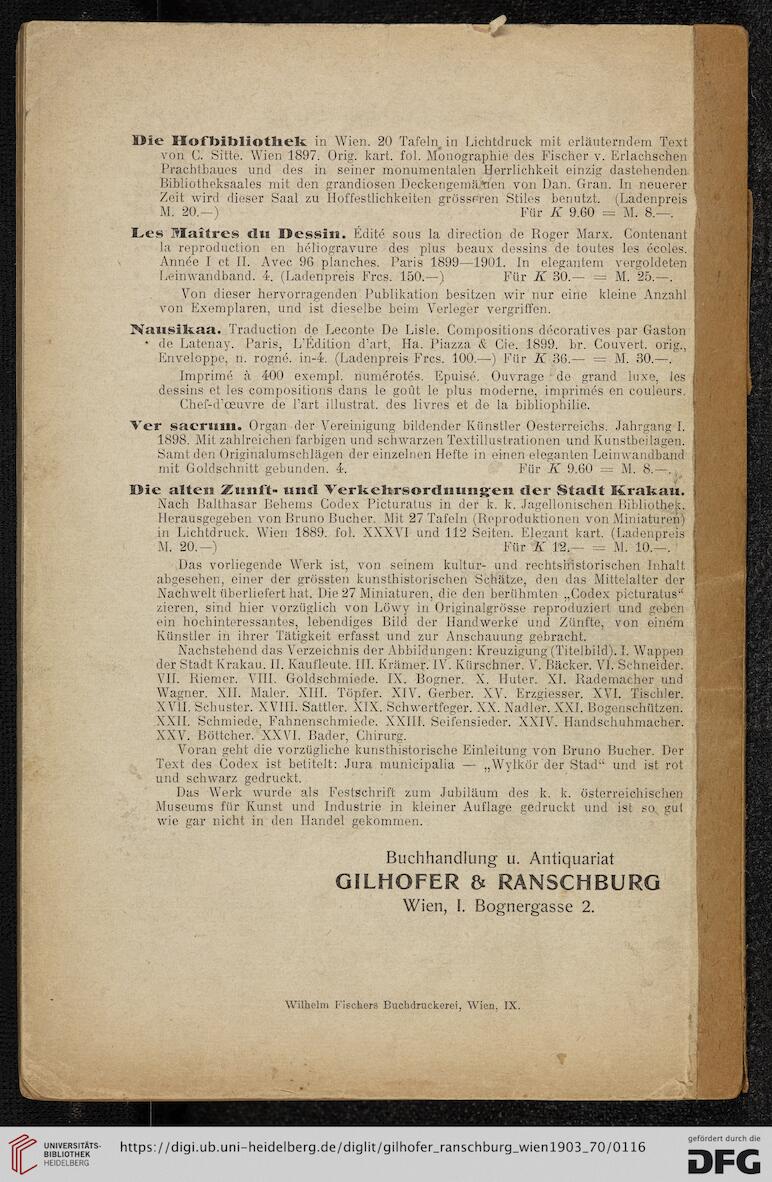 Die Hofbibliothek in Wien. 20 Tafeln in Lichtdruck mit erläuterndem Text
von C. Sitte. Wien 1897. Orig. kart. fol. Monographie des Fischer v. Erlachschen
Prachtbaues und des in seiner monumentalen Herrlichkeit einzig dastehenden
Bibliotheksaales mit den grandiosen Deckengemälden von Dan. Gran. In neuerer
Zeit wird dieser Saal zu Hoffestlichkeiten grösseren Stiles benutzt. (Ladenpreis
M. 20.—) Für K 9.60 = M. 8.—.
Les Maîtres du Dessin. Édité sous la direction de Roger Marx. Contenant
la reproduction en héliogravure des plus beaux dessins de toutes les écoles.
Année I et II. Avec 96 planches. Paris 1899—1901. In elegantem vergoldeten
Leinwandband. 4. (Ladenpreis Frcs. 150.—) Für K 30.— = M. 25.—.
Von dieser hervorragenden Publikation besitzen wir nur eine kleine Anzahl
von Exemplaren, und ist dieselbe beim Verleger vergriffen.
Nausikaa. Traduction de Leconte De Lisle. Compositions décoratives par Gaston
de Latenay. Paris, L'Édition d'art, Ha. Piazza & Cie. 1899. br. Couvert. orig.,
Enveloppe, n. rogné. in-4. (Ladenpreis Frcs. 100.—) Für K 36.— = M. 30.—.
Imprimé à 400 exempl. numérotés. Epuisé. Ouvrage de grand luxe, les
dessins et les compositions dans le goût le plus moderne, imprimés en couleurs.
Chef-d'œuvre de l'art illustrat. des livres et de la bibliophilie.
Ver sacrum. Organ der Vereinigung bildender Künstler Oesterreichs. Jahrgang I.
1898. Mit zahlreichen farbigen und schwarzen Textillustrationen und Kunstbeilagen.
Samt den Originalumschlägen der einzelnen Hefte in einen eleganten Leinwandband
mit Goldschnitt gebunden. 4. Für K 9.60 = M. 8.—.
Die alten Zunft- und Verkehrsordnungen der Stadt Krakau.
Nach Balthasar Behems Codex Picturatus in der k. k. Jagellonischen Bibliothek.
Herausgegeben von Bruno Bucher. Mit 27 Tafeln (Reproduktionen von Miniaturen)
in Lichtdruck. Wien 1889. fol. XXXVI und 112 Seiten. Elegant kart. (Ladenpreis
M. 20.—) Für K 12.— = M. 10.—.
Das vorliegende Werk ist, von seinem kultur- und rechtshistorischen Inhalt
abgesehen, einer der grössten kunsthistorischen Schätze, den das Mittelalter der
Nachwelt überliefert hat. Die 27 Miniaturen, die den berühmten „Codex picturatus“
zieren, sind hier vorzüglich von Löwy in Originalgrösse reproduziert und geben
ein hochinteressantes, lebendiges Bild der Handwerke und Zünfte, von einem
Künstler in ihrer Tätigkeit erfasst und zur Anschauung gebracht.
Nachstehend das Verzeichnis der Abbildungen: Kreuzigung (Titelbild). I. Wappen
der Stadt Krakau. II. Kaufleute. III. Krämer. IV. Kürschner. V. Bäcker. VI. Schneider.
VII. Riemer. VIII. Goldschmiede. IX. Bogner. X. Huter. XI. Rademacher und
Wagner. XII. Maler. XIII. Töpfer. XIV. Gerber. XV. Erzgiesser. XVI. Tischler.
XVII. Schuster. XVIII. Sattler. XIX. Schwertfeger. XX. Nadler. XXI. Bogenschützen.
XXII. Schmiede, Fahnenschmiede. XXIII. Seifensieder. XXIV. Handschuhmacher.
XXV. Böttcher. XXVI. Bader, Chirurg.
Voran geht die vorzügliche kunsthistorische Einleitung von Bruno Bucher. Der
Text des Codex ist betitelt: Jura municipalia — „Wylkör der Stad“ und ist rot
und schwarz gedruckt.
Das Werk wurde als Festschrift zum Jubiläum des k. k. österreichischen
Museums für Kunst und Industrie in kleiner Auflage gedruckt und ist so gut
wie gar nicht in den Handel gekommen.
Buchhandlung u. Antiquariat
GILHOFER & RANSCHBURG
Wien, I. Bognergasse 2.
Wilhelm Fischers Buchdruckerei, Wien, IX.
UNIVERSITÄTS-
BIBLIOTHEK
HEIDELBERG
https://digi.ub.uni-heidelberg.de/diglit/gilhofer_ranschburg_wien1903_70/0116
gefördert durch die
DFG